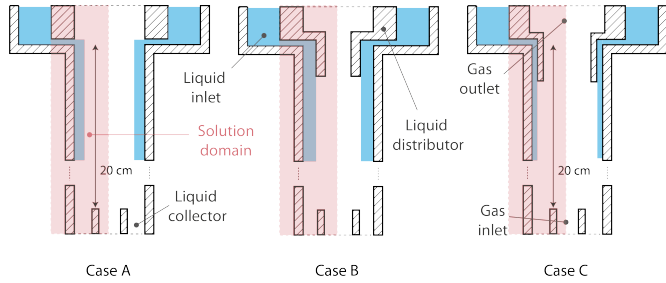 Liquid
inlet
Solution
domain
20 cm
Liquid
collector
Liquid
distributor
Gas
outlet
20 cm
Gas
inlet
Case A
Case B
Case C